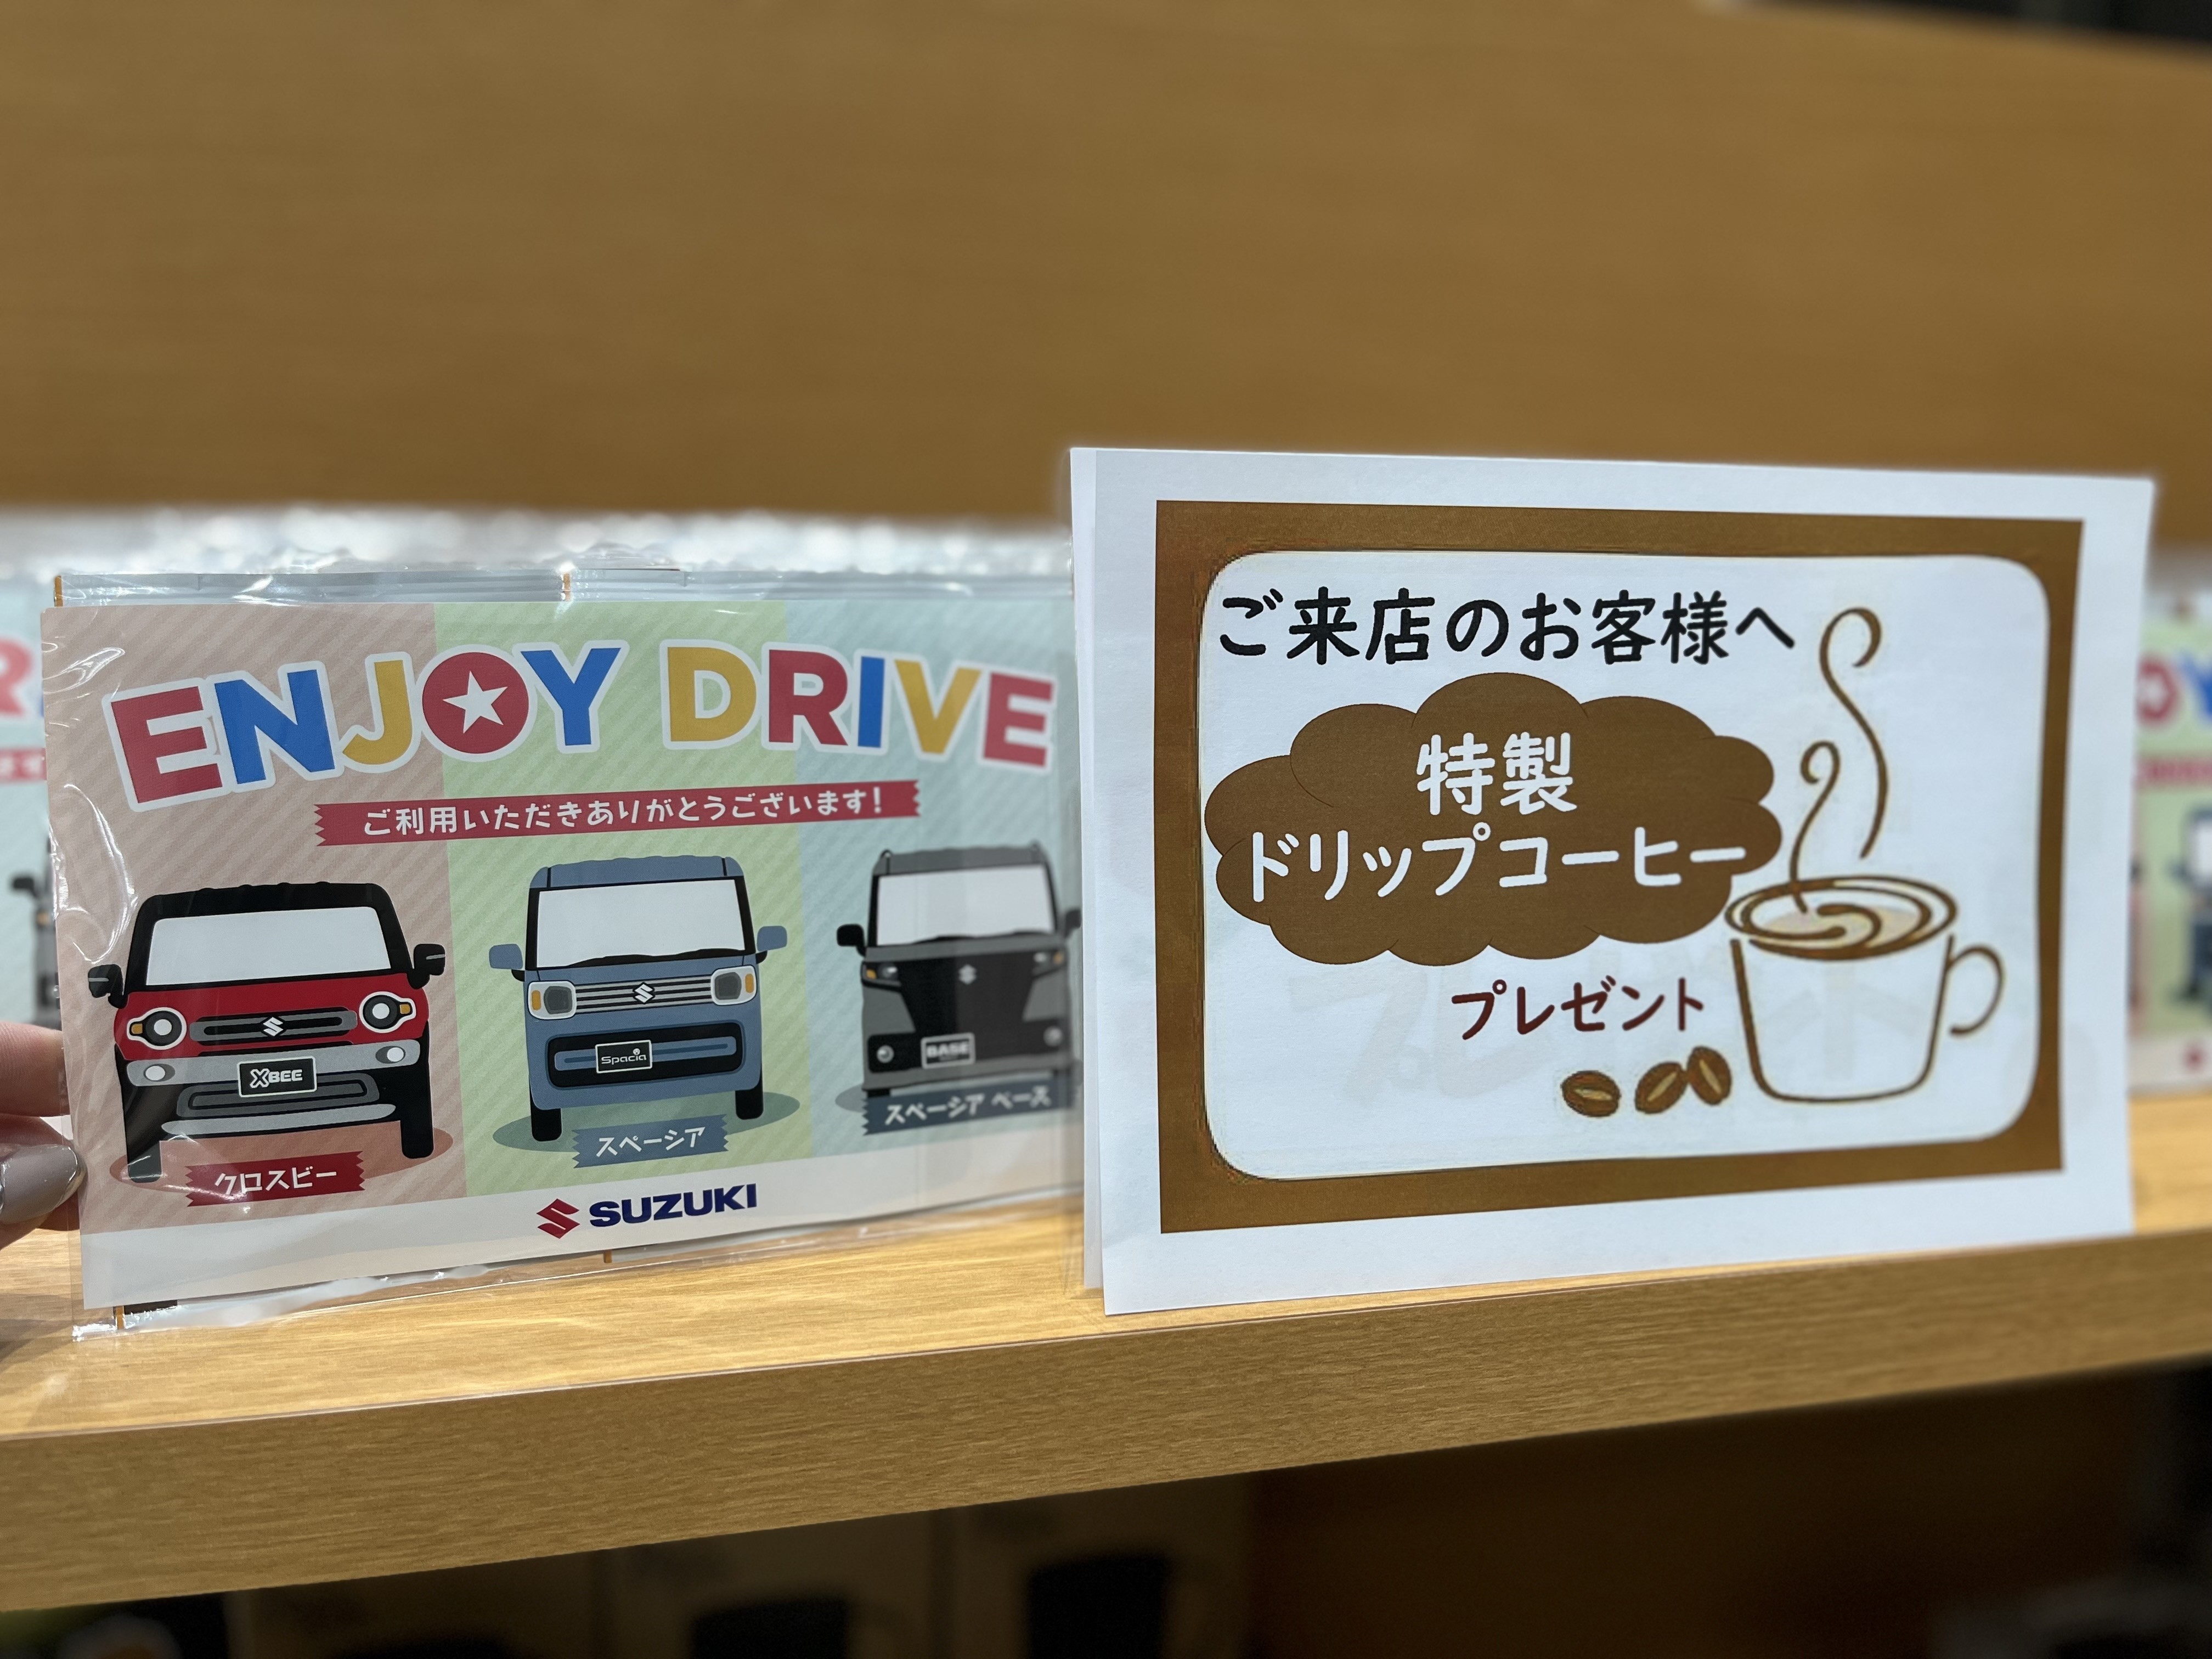 ENJOY DRIVE
ご利用いただきありがとうございます!
XBEE
Spacia
BASE
クロスビー
スペーシア
スペーシア ベース
SUZUKI
ご来店のお客様へ
特製
ドリップコーヒー
プレゼント